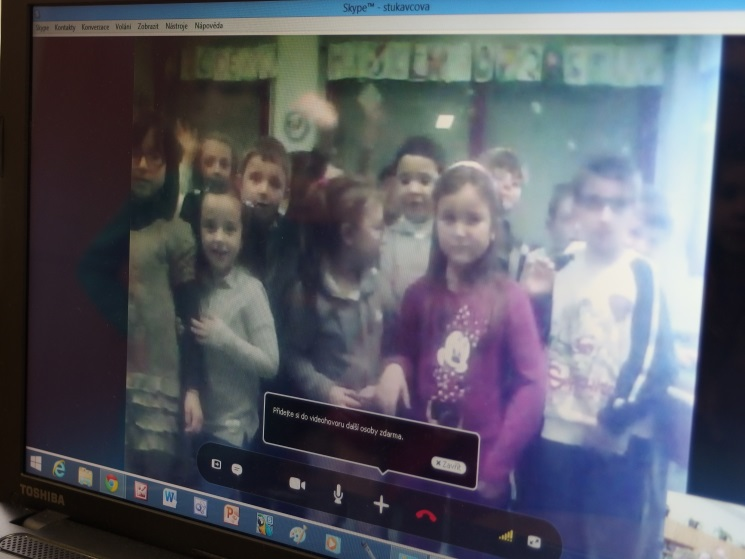 Skype™ - stukavcova
Skype Kontakty Konverzace Volání Zobrazit Nástroje Nápověda
Přidejte si do videohovoru další osoby zdarma.
× Zavřít
TOSHIBA